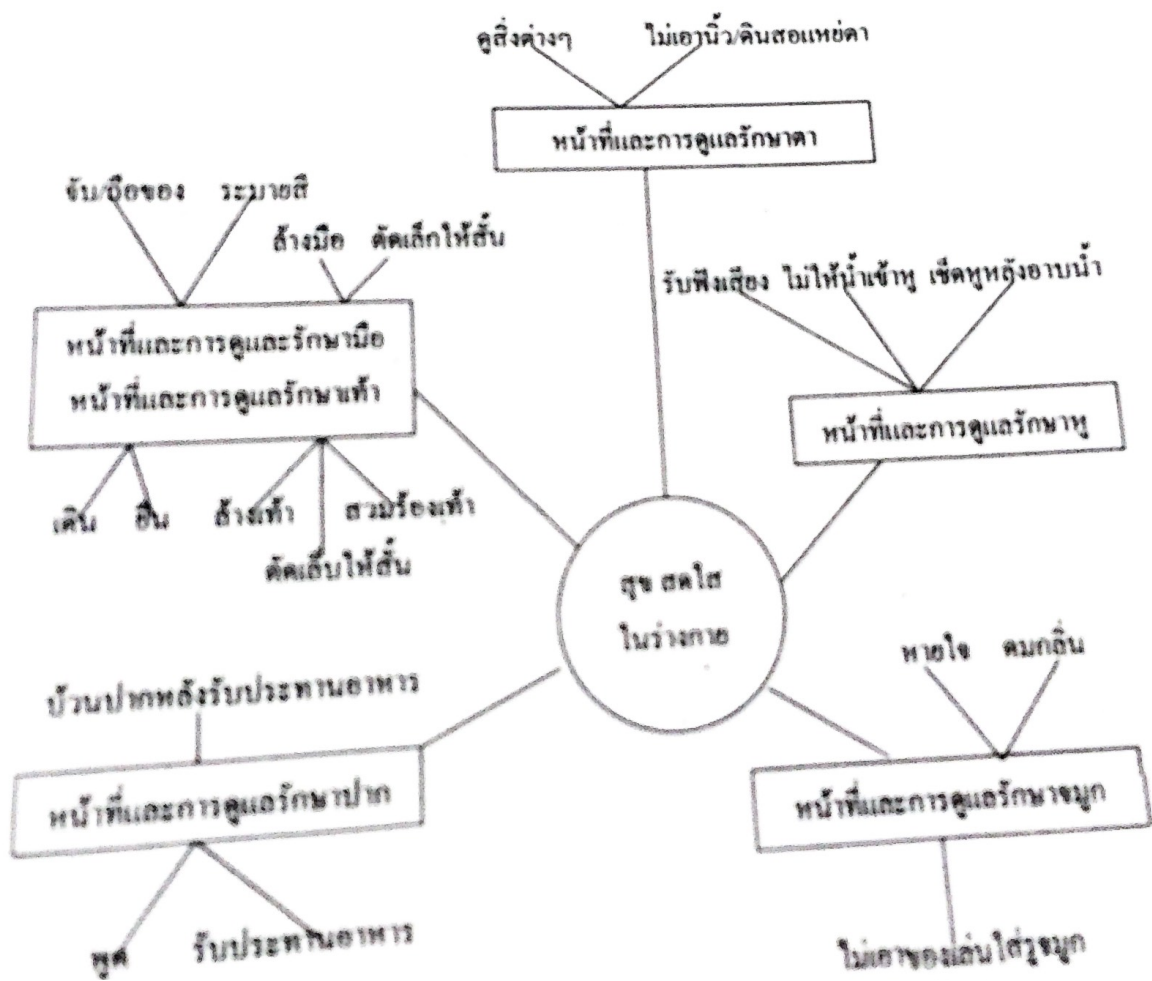 ดูสิ่งต่างๆ ไม่เอานิ้ว/ดินสอแหย่ตา
หน้าที่และการดูแลรักษาตา
จับ/ถือของ ระบายสี
ล้างมือ ตัดเล็กให้สั้น
หน้าที่และการดูและรักษามือ
หน้าที่และการดูแลรักษาเท้า
เดิน ยืน ล้างเท้า สวมร้องเท้า
ตัดเล็บให้สั้น
รับฟังเสียง ไม่ให้น้ำเข้าหู เช็ดหูหลังอาบน้ำ
หน้าที่และการดูแลรักษาหู
สุข สดใส
ในร่างกาย
หายใจ ดมกลิ่น
หน้าที่และการดูแลรักษาจมูก
ไม่เอาของเล่นใส่รูจมูก
บ้วนปากหลังรับประทานอาหาร
หน้าที่และการดูแลรักษาปาก
พูด รับประทานอาหาร